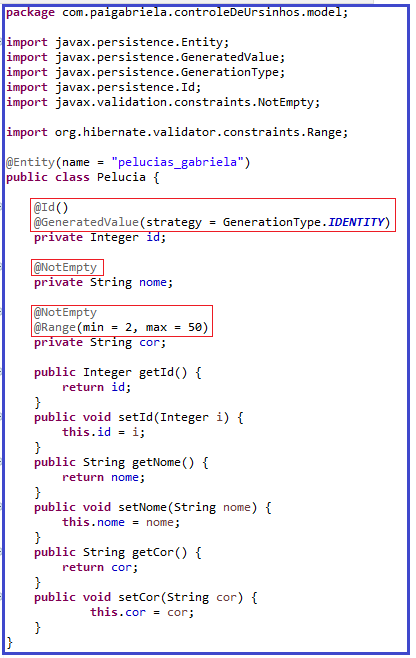 package com.paigabriela.controleDeUrsinhos.model;
import javax.persistence.Entity;
import javax.persistence.GeneratedValue;
import javax.persistence.GenerationType;
import javax.persistence.Id;
import javax.validation.constraints.NotEmpty;
import org.hibernate.validator.constraints.Range;
@Entity(name = "pelucias_gabriela")
public class Pelucia {
@Id()
@GeneratedValue(strategy = GenerationType.IDENTITY)
private Integer id;
@NotEmpty
private String nome;
@NotEmpty
@Range(min = 2, max = 50)
private String cor;
public Integer getId() {
return id;
}
public void setId(Integer i) {
this.id = i;
}
public String getNome() {
return nome;
}
public void setNome(String nome) {
this.nome = nome;
}
public String getCor() {
return cor;
}
public void setCor(String cor) {
this.cor = cor;
}
}